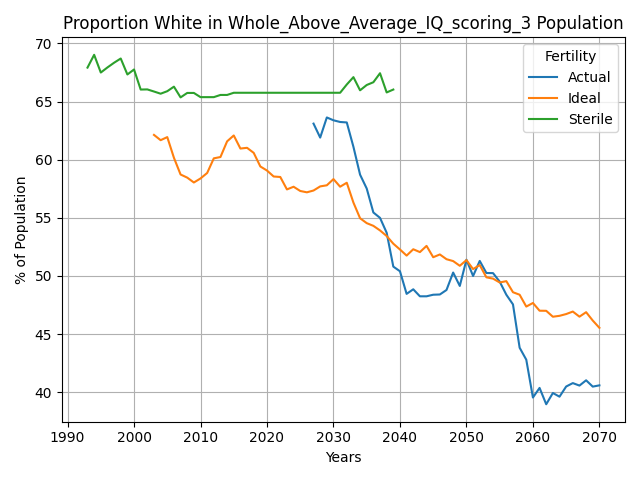 Proportion White in Whole_Above_Average_IQ_scoring_3 Population
Fertility
Actual
Ideal
Sterile
% of Population
70
65
60
55
50
45
40
1990
2000
2010
2020
2030
2040
2050
2060
2070
Years